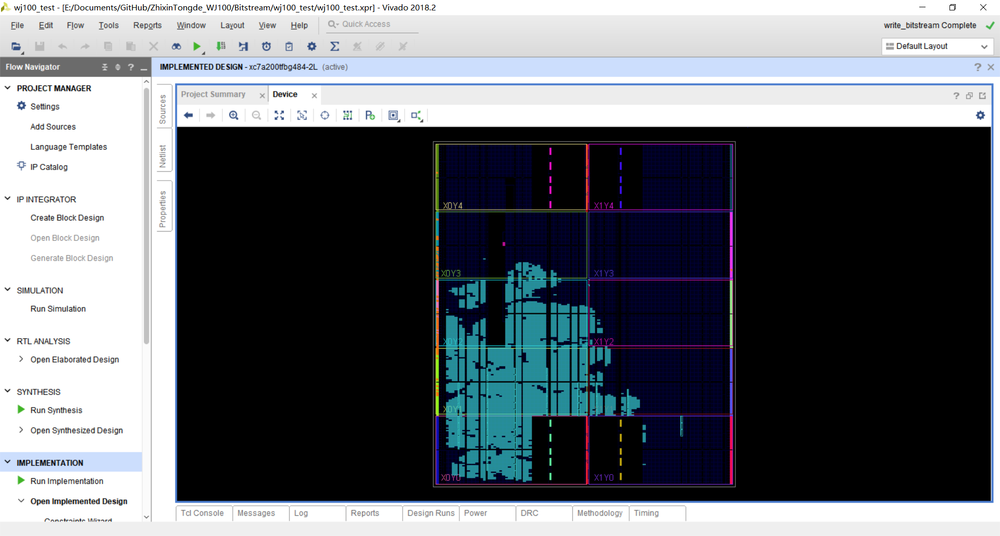 wj100_test - [E:/Documents/GitHub/ZhixinTongde_WJ100/Bitstream/wj100_test/wj100_test.xpr] - Vivado 2018.2
File Edit Flow Tools Reports Window Layout View Help Quick Access
write_bitstream Complete
Default Layout
Flow Navigator
IMPLEMENTED DESIGN - xc7a200tfbg484-2L (active)
PROJECT MANAGER
Settings
Add Sources
Language Templates
IP Catalog
IP INTEGRATOR
Create Block Design
Open Block Design
Generate Block Design
SIMULATION
Run Simulation
RTL ANALYSIS
Open Elaborated Design
SYNTHESIS
Run Synthesis
Open Synthesized Design
IMPLEMENTATION
Run Implementation
Open Implemented Design
Constraints Wizard
Sources
Netlist
Properties
Project Summary
Device
X0Y4
X1Y4
X0Y3
X1Y3
X0Y2
X1Y2
X0Y1
X1Y1
X0Y0
X1Y0
Tcl Console
Messages
Log
Reports
Design Runs
Power
DRC
Methodology
Timing